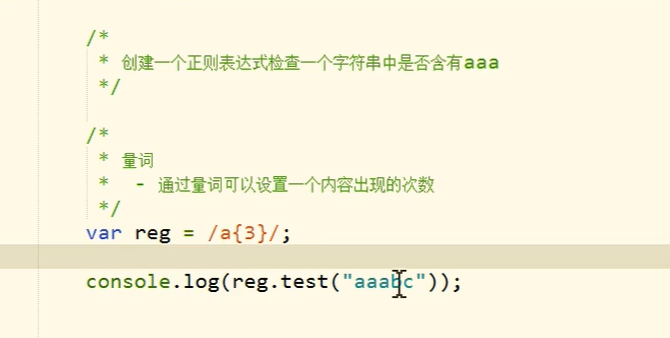 /*
* 创建一个正则表达式检查一个字符串中是否含有aaa
*/
/*
* 量词
* - 通过量词可以设置一个内容出现的次数
*/
var reg = /a{3}/;
console.log(reg.test("aaabc"));